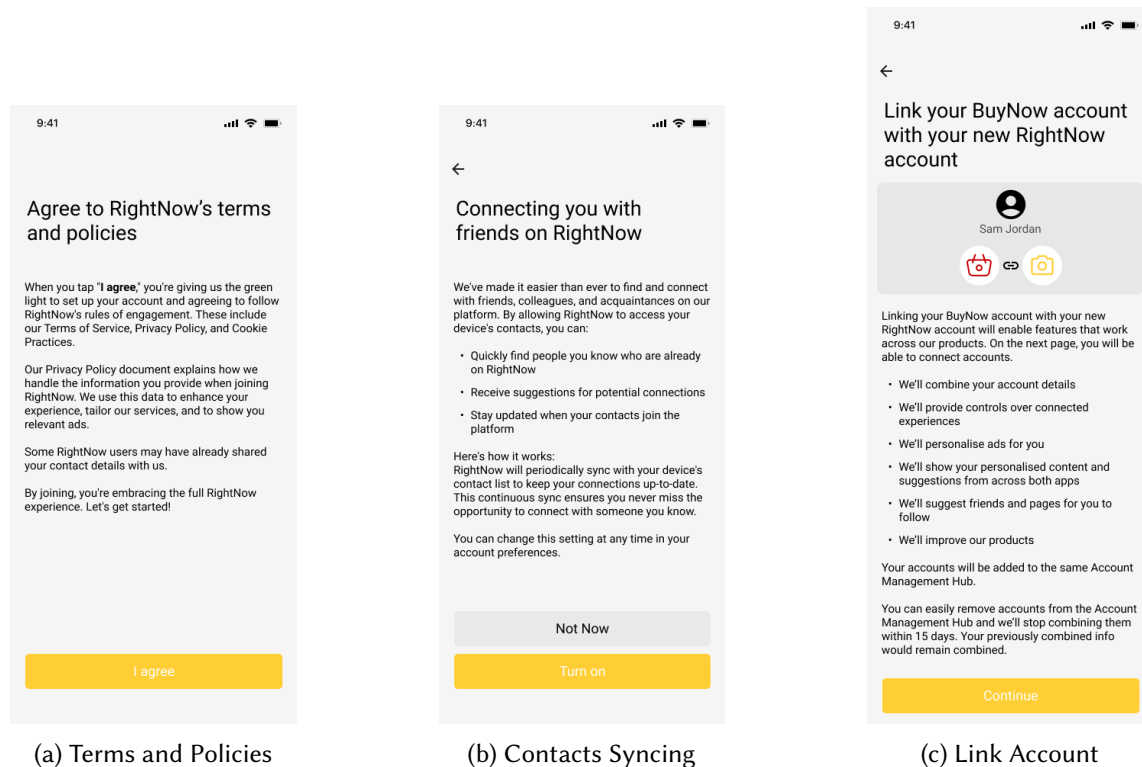 9:41
Agree to RightNow's terms
and policies
When you tap "I agree," you're giving us the green
light to set up your account and agreeing to follow
RightNow's rules of engagement. These include
our Terms of Service, Privacy Policy, and Cookie
Practices.
Our Privacy Policy document explains how we
handle the information you provide when joining
RightNow. We use this data to enhance your
experience, tailor our services, and to show you
relevant ads.
Some RightNow users may have already shared
your contact details with us.
By joining, you're embracing the full RightNow
experience. Let's get started!
I agree
(a) Terms and Policies
9:41
Connecting you with
friends on RightNow
We've made it easier than ever to find and connect
with friends, colleagues, and acquaintances on our
platform. By allowing RightNow to access your
device's contacts, you can:
• Quickly find people you know who are already
on RightNow
• Receive suggestions for potential connections
• Stay updated when your contacts join the
platform
Here's how it works:
RightNow will periodically sync with your device's
contact list to keep your connections up-to-date.
This continuous sync ensures you never miss the
opportunity to connect with someone you know.
You can change this setting at any time in your
account preferences.
Not Now
Turn on
(b) Contacts Syncing
9:41
Link your BuyNow account
with your new RightNow
account
Sam Jordan
Linking your BuyNow account with your new
RightNow account will enable features that work
across our products. On the next page, you will be
able to connect accounts.
• We'll combine your account details
• We'll provide controls over connected
experiences
• We'll personalise ads for you
• We'll show your personalised content and
suggestions from across both apps
• We'll suggest friends and pages for you to
follow
• We'll improve our products
Your accounts will be added to the same Account
Management Hub.
You can easily remove accounts from the Account
Management Hub and we'll stop combining them
within 15 days. Your previously combined info
would remain combined.
Continue
(c) Link Account